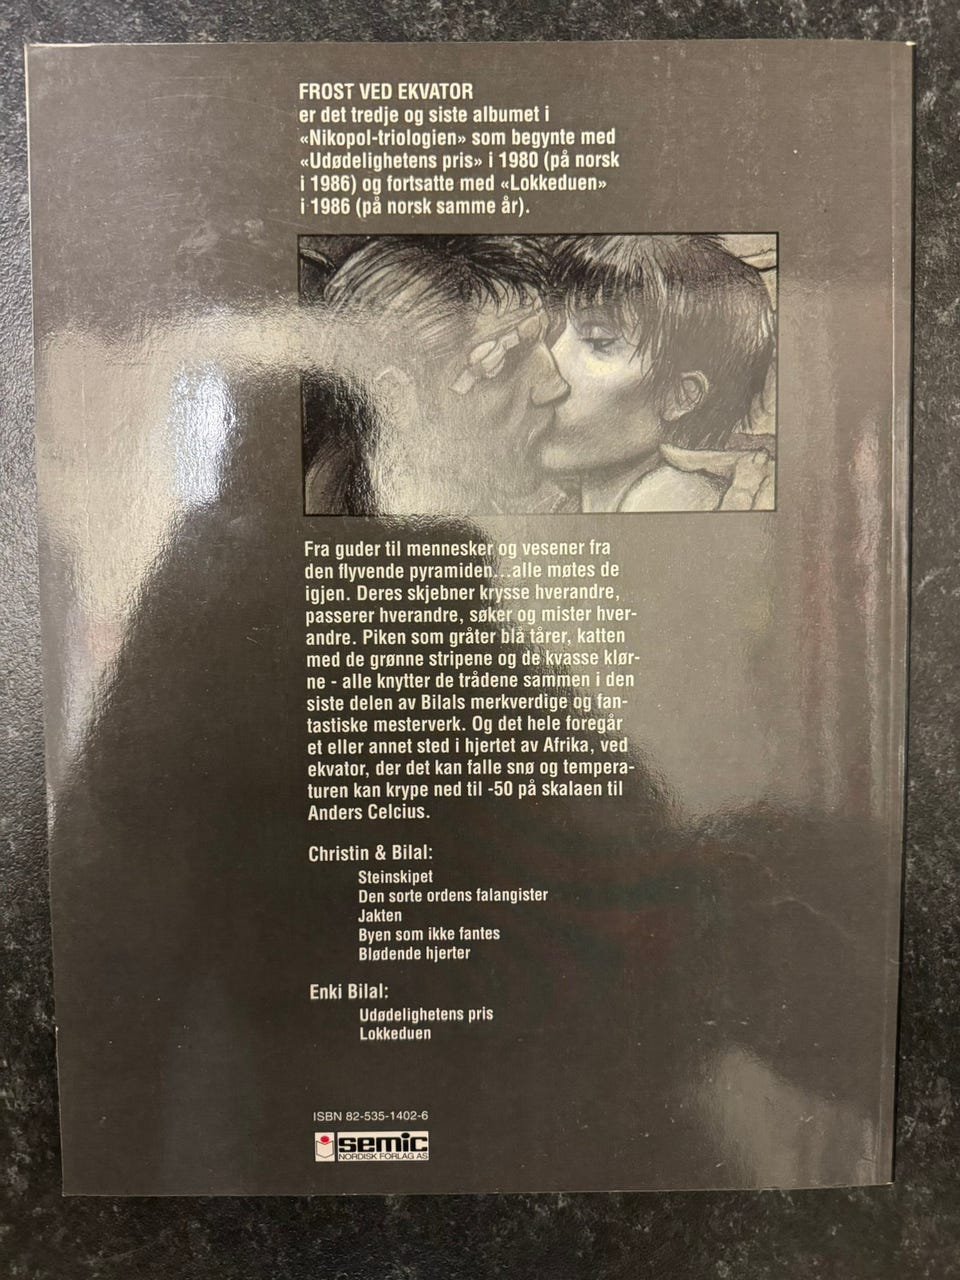 FROST VED EKVATOR
er det tredje og siste albumet i
«Nikopol-triologien» som begynte med
«Udødelighetens pris» i 1980 (på norsk
i 1986) og fortsatte med «Lokkeduen»
i 1986 (på norsk samme år).
Fra guder til mennesker og vesener fra
den flyvende pyramiden...alle møtes de
igjen. Deres skjebner krysse hverandre,
passerer hverandre, søker og mister hver-
andre. Piken som gråter blå tårer, katten
med de grønne stripene og de kvasse klør-
ne - alle knytter de trådene sammen i den
siste delen av Bilals merkverdige og fan-
tastiske mesterverk. Og det hele foregår
et eller annet sted i hjertet av Afrika, ved
ekvator, der det kan falle snø og tempera-
turen kan krype ned til -50 på skalaen til
Anders Celcius.
Christin & Bilal:
Steinskipet
Den sorte ordens falangister
Jakten
Byen som ikke fantes
Blødende hjerter
Enki Bilal:
Udødelighetens pris
Lokkeduen
ISBN 82-535-1402-6
semic
NORDISK FORLAG AS